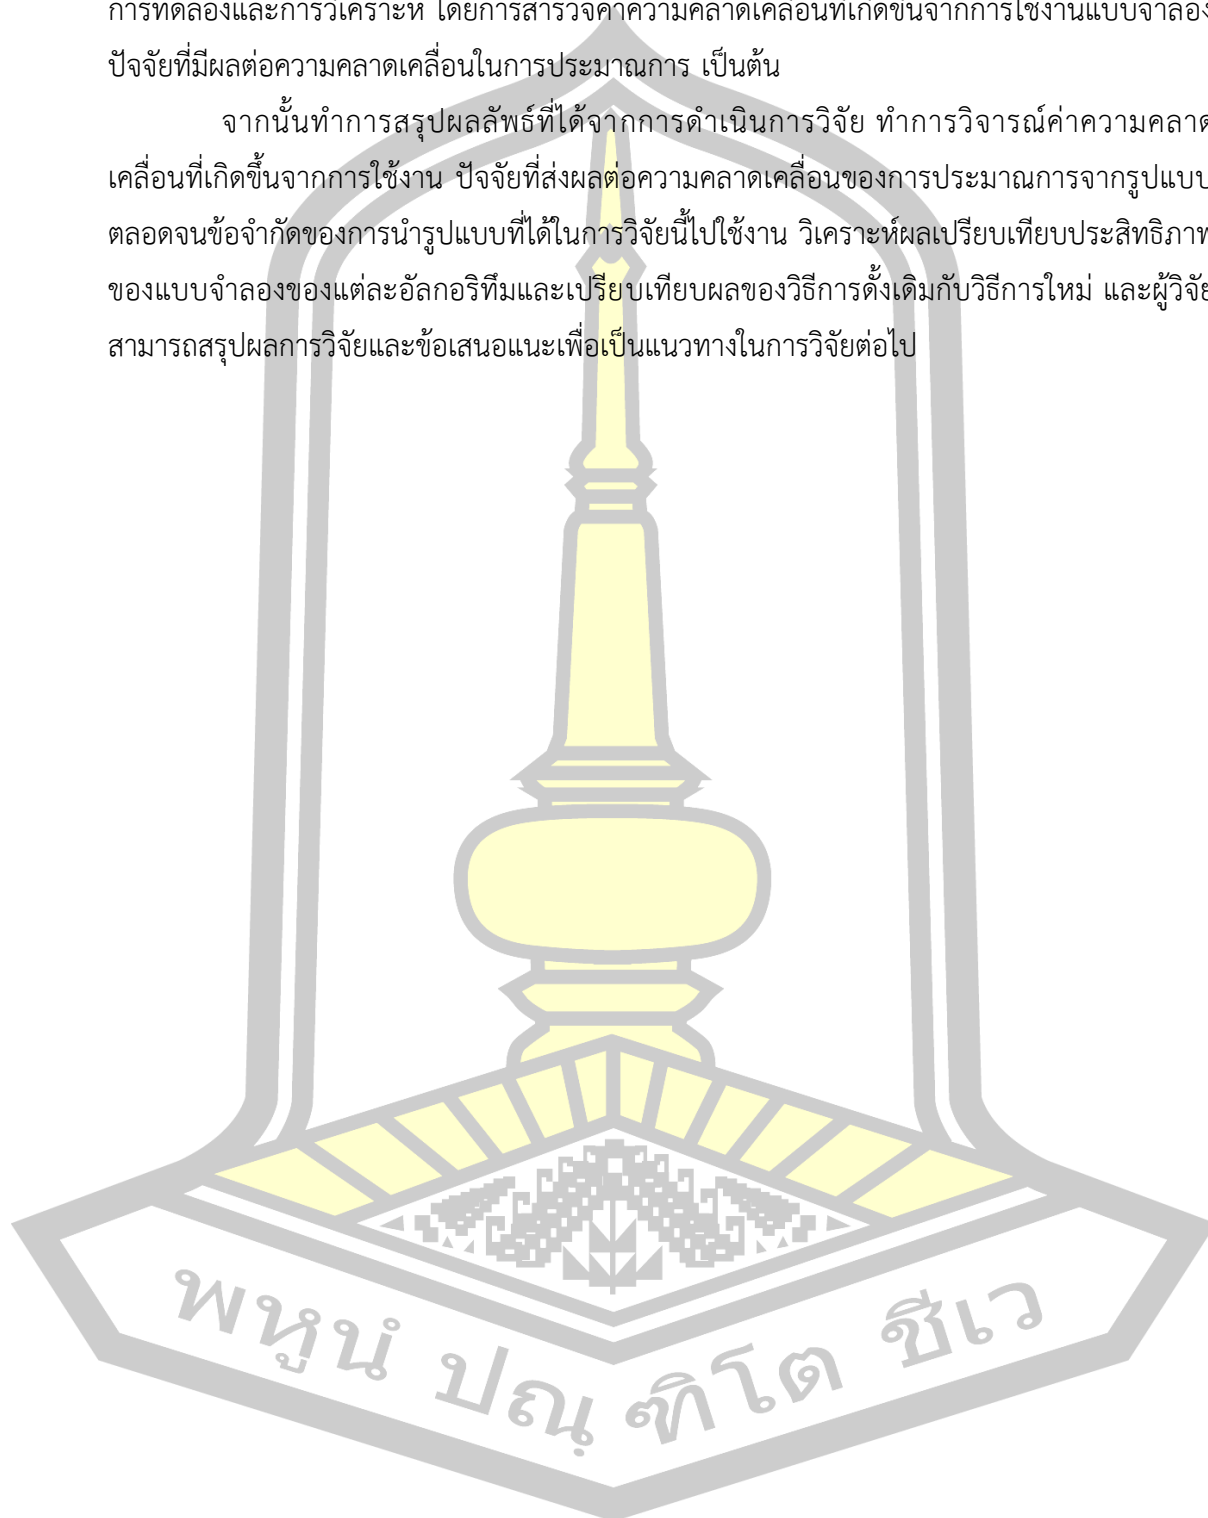 การทดลองและการวิเคราะห์ โดยการสำรวจค่าความคลาดเคลื่อนที่เกิดขึ้นจากการใช้งานแบบจำลอง
ปัจจัยที่มีผลต่อความคลาดเคลื่อนในการประมาณการ เป็นต้น
จากนั้นทำการสรุปผลลัพธ์ที่ได้จากการดำเนินการวิจัย ทำการวิจารณ์ค่าความคลาด
เคลื่อนที่เกิดขึ้นจากการใช้งาน ปัจจัยที่ส่งผลต่อความคลาดเคลื่อนของการประมาณการจากรูปแบบ
ตลอดจนข้อจำกัดของการนำรูปแบบที่ได้ในการวิจัยนี้ไปใช้งาน วิเคราะห์ผลเปรียบเทียบประสิทธิภาพ
ของแบบจำลองของแต่ละอัลกอริทึมและเปรียบเทียบผลของวิธีการดั้งเดิมกับวิธีการใหม่ และผู้วิจัย
สามารถสรุปผลการวิจัยและข้อเสนอแนะเพื่อเป็นแนวทางในการวิจัยต่อไป
พหูนํ ปณฺฑิโต ชีเว